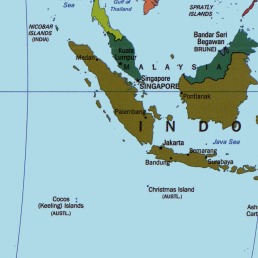 Gulf of
Thailand
Sea
SPRATLY
ISLANDS
NICOBAR
ISLANDS
(INDIA)
Bandar Seri
Begawan
BRUNEI
Kuala
Lumpur
Medan
MALAYSIA
Singapore
SINGAPORE
Pontianak
Palembang
INDO
Java Sea
Jakarta
Semarang
Bandung
Surabaya
Christmas Island
(AUSTL.)
Cocos
(Keeling) Islands
(AUSTL.)
Ash
Cart